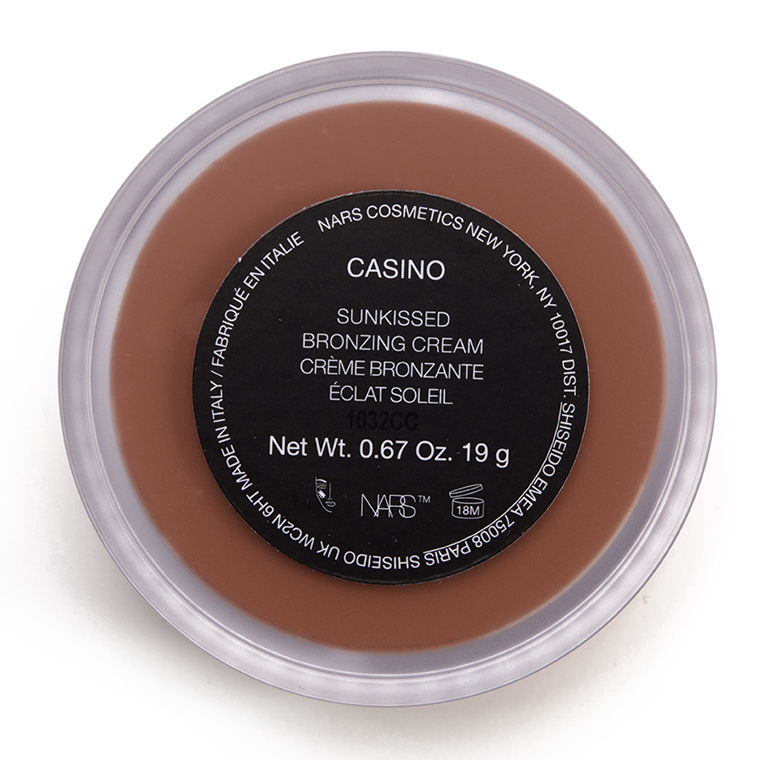 NARS COSMETICS NEW YORK, NY 10017 DIST. SHISEIDO EMEA 75008 PARIS SHISEIDO UK WC2N 6HT MADE IN ITALY / FABRIQUÉ EN ITALIE
CASINO
SUNKISSED
BRONZING CREAM
CRÈME BRONZANTE
ÉCLAT SOLEIL
1032CC
Net Wt. 0.67 Oz. 19 g
NARS™
18M